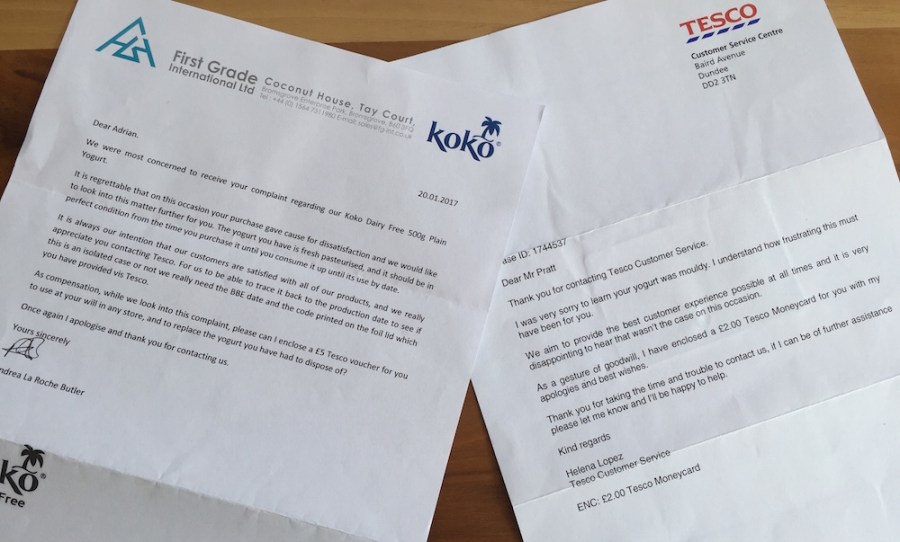 First Grade
International Ltd
Coconut House, Tay Court,
Bromsgrove Enterprise Park, Bromsgrove,
koko
Dear Adrian.
20.01.2017
We were most concerned to receive your complaint regarding our Koko Dairy Free 500g Plain
Yogurt.
It is regrettable that on this occasion your purchase gave cause for dissatisfaction and we would like
to look into this matter further for you. The yogurt you have is fresh pasteurised, and it should be in
perfect condition from the time you purchase it until you consume it up until its use by date.
It is always our intention that our customers are satisfied with all of our products, and we really
appreciate you contacting Tesco. For us to be able to trace it back to the production date to see if
this is an isolated case or not we really need the BBE date and the code printed on the foil lid which
you have provided vis Tesco.
As compensation, while we look into this complaint, please can I enclose a £5 Tesco voucher for you
to use at your will in any store, and to replace the yogurt you have had to dispose of?
Once again I apologise and thank you for contacting us.
Yours sincerely
ndrea La Roche Butler
oko
Free
TESCO
Customer Service Centre
Baird Avenue
Dundee
DD2 3TN
ase ID: 1744537
Dear Mr Pratt
Thank you for contacting Tesco Customer Service.
I was very sorry to learn your yogurt was mouldy. I understand how frustrating this must
have been for you.
We aim to provide the best customer experience possible at all times and it is very
disappointing to hear that wasn't the case on this occasion.
As a gesture of goodwill, I have enclosed a £2.00 Tesco Moneycard for you with my
apologies and best wishes.
Thank you for taking the time and trouble to contact us, if I can be of further assistance
please let me know and I'll be happy to help.
Kind regards
Helena Lopez
Tesco Customer Service
ENC: £2.00 Tesco Moneycard